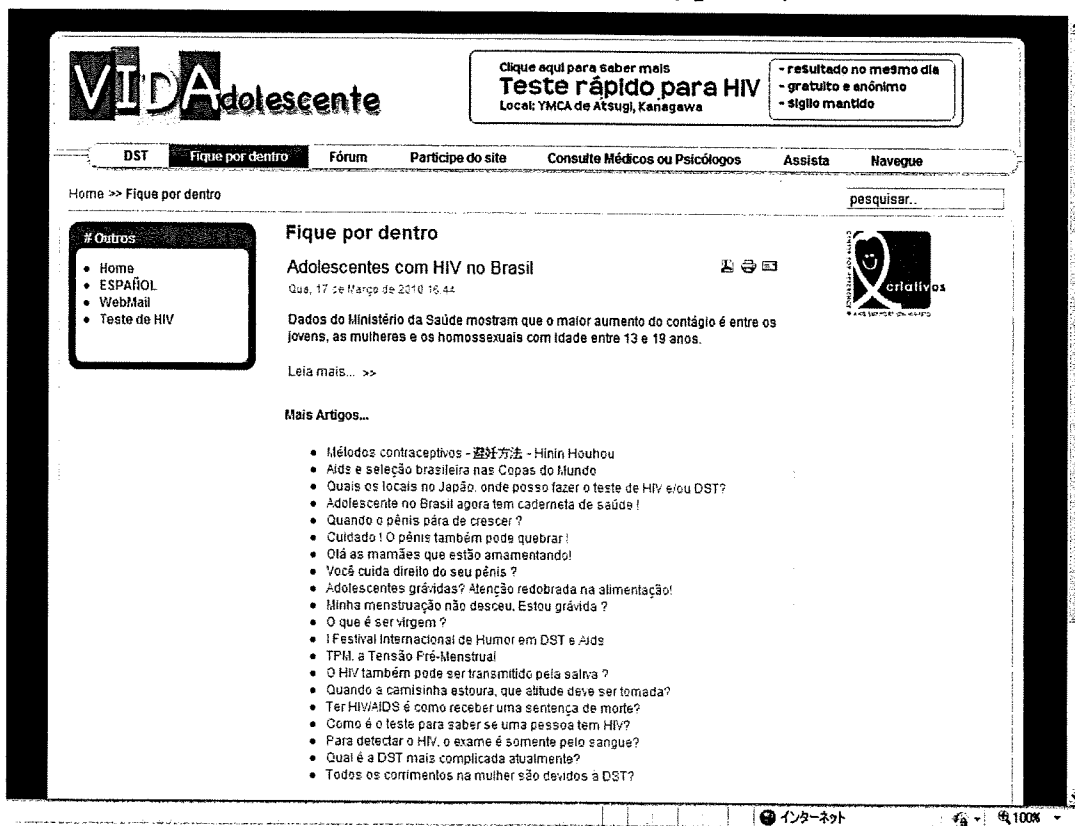 VIDAdolescente
Clique aqui para saber mais
Teste rápido para HIV
Local: YMCA de Atsugi, Kanagawa
- resultado no mesmo dia
- gratuito e anônimo
- sigilo mantido
DST Fique por dentro Fórum Participe do site Consulte Médicos ou Psicólogos Assista Navegue
Home >> Fique por dentro
pesquisar..
# Outros
• Home
• ESPAÑOL
• WebMail
• Teste de HIV
Fique por dentro
Adolescentes com HIV no Brasil
Qua, 17 de Março de 2010 16:44
Dados do Ministério da Saúde mostram que o maior aumento do contágio é entre os
jovens, as mulheres e os homossexuais com idade entre 13 e 19 anos.
Leia mais... >>
criativos
Mais Artigos...
• Métodos contraceptivos - 避妊方法 - Hinin Houhou
• Aids e seleção brasileira nas Copas do Mundo
• Quais os locais no Japão, onde posso fazer o teste de HIV e/ou DST?
• Adolescente no Brasil agora tem caderneta de saúde !
• Quando o pênis pára de crescer ?
• Cuidado ! O pênis também pode quebrar !
• Olá as mamães que estão amamentando!
• Você cuida direito do seu pênis ?
• Adolescentes grávidas? Atenção redobrada na alimentação!
• Minha menstruação não desceu. Estou grávida ?
• O que é ser virgem ?
• I Festival Internacional de Humor em DST e Aids
• TPM, a Tensão Pré-Menstrual
• O HIV também pode ser transmitido pela saliva ?
• Quando a camisinha estoura, que atitude deve ser tomada?
• Ter HIV/AIDS é como receber uma sentença de morte?
• Como é o teste para saber se uma pessoa tem HIV?
• Para detectar o HIV, o exame é somente pelo sangue?
• Qual é a DST mais complicada atualmente?
• Todos os corrimentos na mulher são devidos à DST?
インターネット
100%